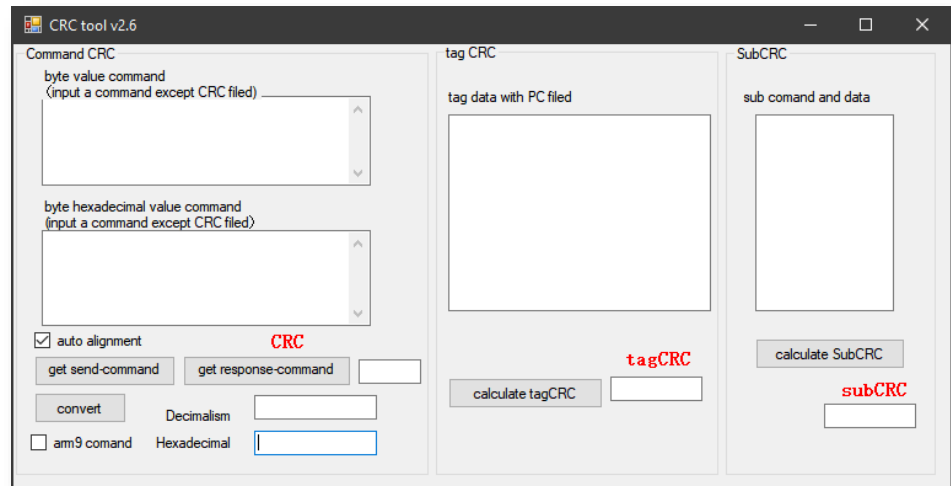 CRC tool v2.6
Command CRC
byte value command
(input a command except CRC filed)
byte hexadecimal value command
(input a command except CRC filed)
auto alignment
CRC
get send-command
get response-command
convert
Decimalism
arm9 comand
Hexadecimal
tag CRC
tag data with PC filed
tagCRC
calculate tagCRC
SubCRC
sub comand and data
calculate SubCRC
subCRC